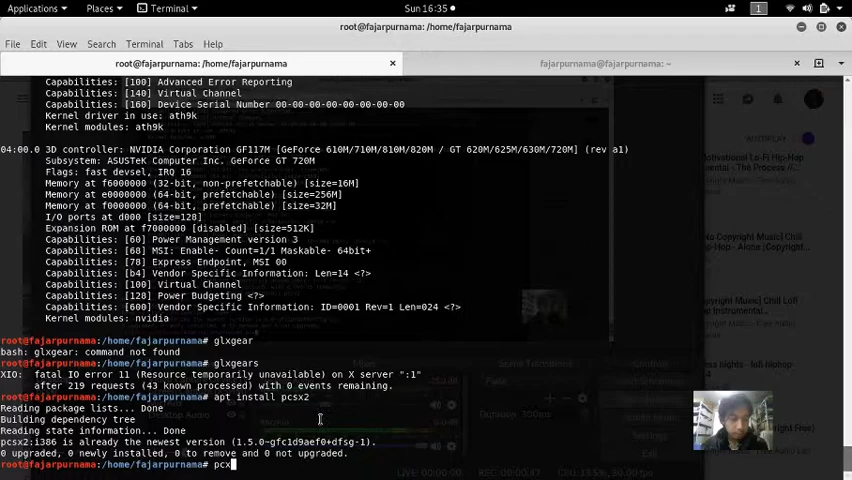 Applications
Places
Terminal
Sun 16:35
1
root@fajarpurnama: /home/fajarpurnama
File Edit View Search Terminal Tabs Help
root@fajarpurnama: /home/fajarpurnama
fajarpurnama@fajarpurnama: ~
Capabilities: [100] Advanced Error Reporting
Capabilities: [140] Virtual Channel
Capabilities: [160] Device Serial Number 00-00-00-00-00-00-00-00
Kernel driver in use: ath9k
Kernel modules: ath9k
04:00.0 3D controller: NVIDIA Corporation GF117M [GeForce 610M/710M/810M/820M / GT 620M/625M/630M/720M] (rev a1)
Subsystem: ASUSTeK Computer Inc. GeForce GT 720M
Flags: fast devsel, IRQ 16
Memory at f6000000 (32-bit, non-prefetchable) [size=16M]
Memory at e0000000 (64-bit, prefetchable) [size=256M]
Memory at f0000000 (64-bit, prefetchable) [size=32M]
I/O ports at d000 [size=128]
Expansion ROM at f7000000 [disabled] [size=512K]
Capabilities: [60] Power Management version 3
Capabilities: [68] MSI: Enable- Count=1/1 Maskable- 64bit+
Capabilities: [78] Express Endpoint, MSI 00
Capabilities: [b4] Vendor Specific Information: Len=14 <?>
Capabilities: [100] Virtual Channel
Capabilities: [128] Power Budgeting <?>
Capabilities: [600] Vendor Specific Information: ID=0001 Rev=1 Len=024 <?>
Kernel modules: nvidia
root@fajarpurnama:/home/fajarpurnama# glxgear
bash: glxgear: command not found
root@fajarpurnama:/home/fajarpurnama# glxgears
XIO:  fatal IO error 11 (Resource temporarily unavailable) on X server ":1"
after 219 requests (43 known processed) with 0 events remaining.
root@fajarpurnama:/home/fajarpurnama# apt install pcsx2
Reading package lists... Done
Building dependency tree
Reading state information... Done
pcsx2:i386 is already the newest version (1.5.0~gfc1d9aef0+dfsg-1).
0 upgraded, 0 newly installed, 0 to remove and 0 not upgraded.
root@fajarpurnama:/home/fajarpurnama# pcx
AUTOPLAY